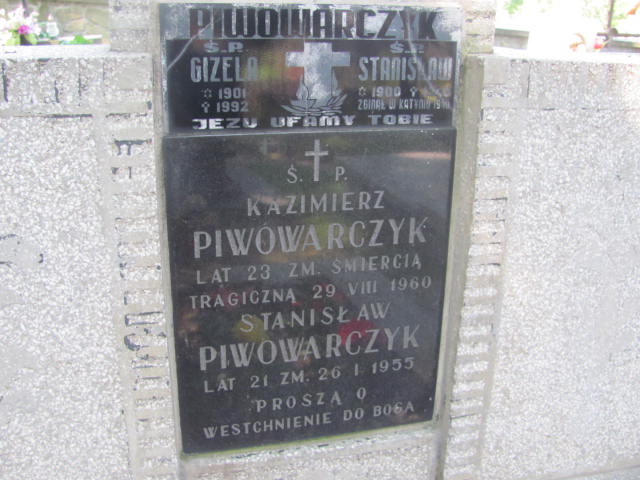 PIWOWARCZYK
Ś.P. Ś.P.
GIZELA STANISŁAW
1901 1900
1992 ZGINĄŁ W KATYNIU
JEZU UFAMY TOBIE
Ś. P.
KAZIMIERZ
PIWOWARCZYK
LAT 23 ZM. ŚMIERCIĄ
TRAGICZNĄ 29 VIII 1960
STANISŁAW
PIWOWARCZYK
LAT 21 ZM. 26 I 1955
PROSZĄ O
WESTCHNIENIE DO BOGA